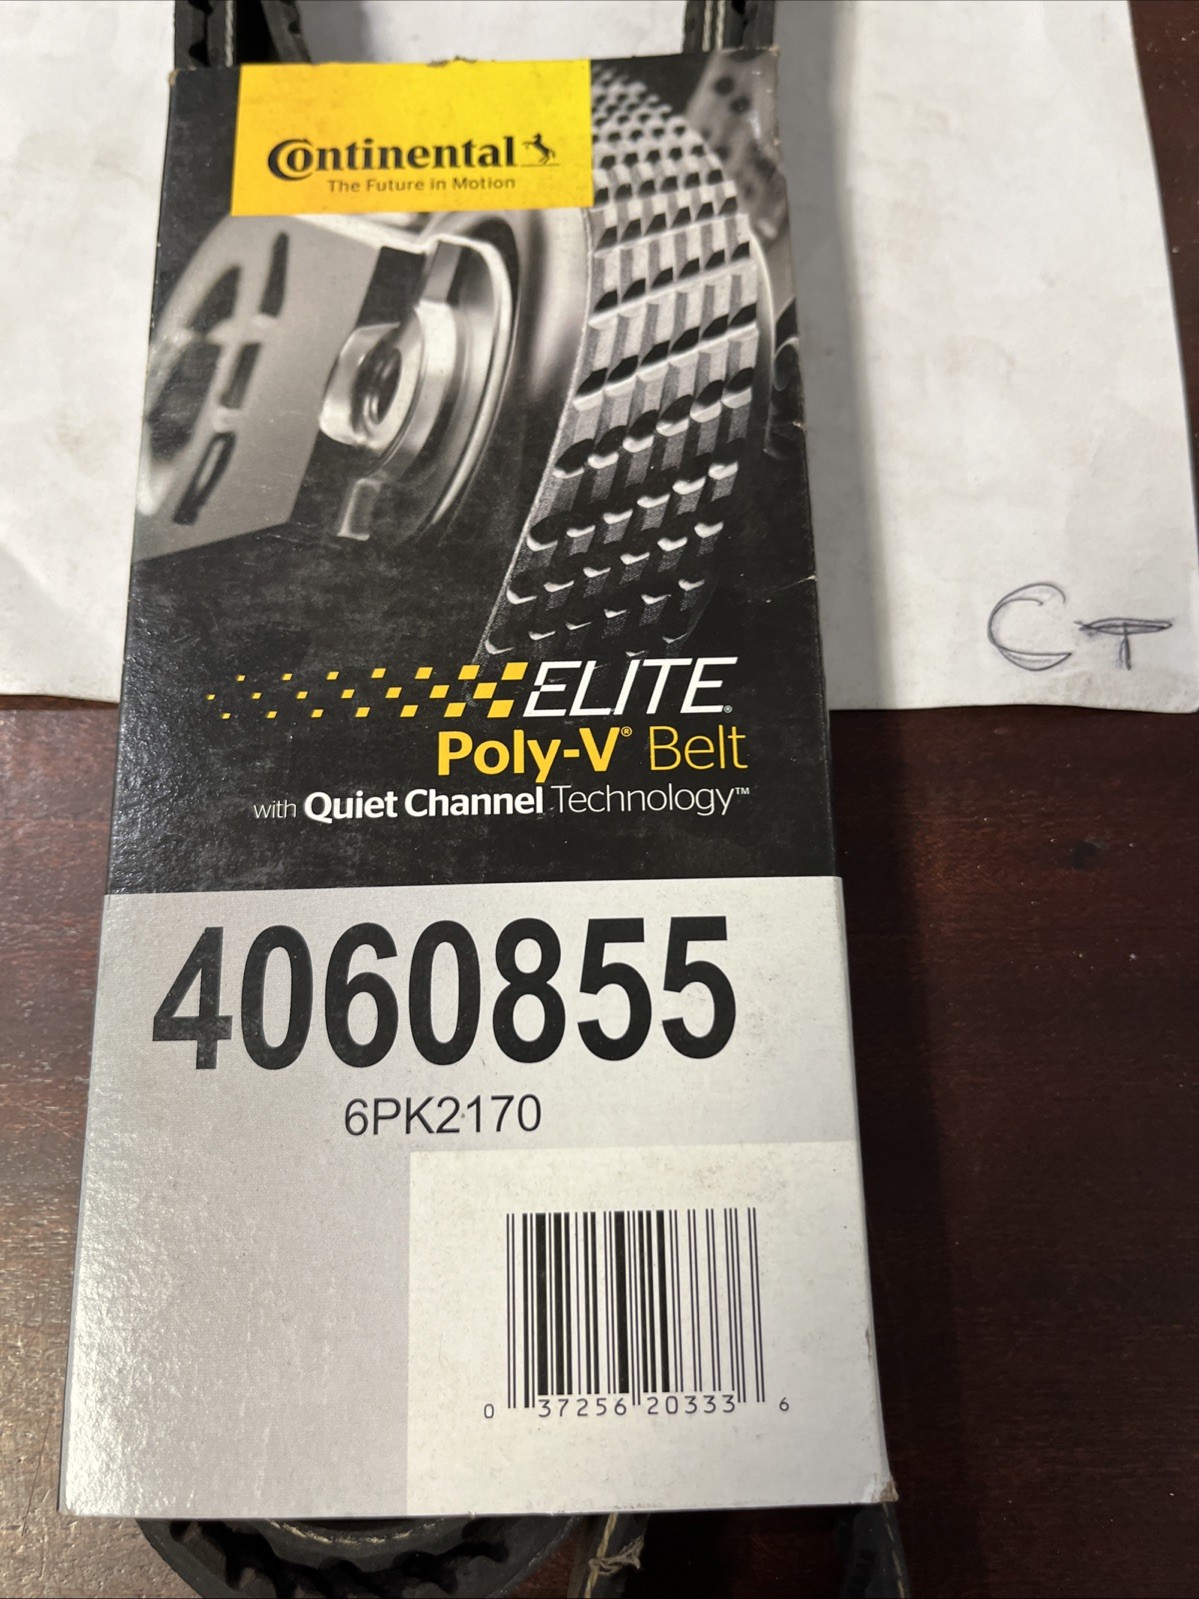 Continental
The Future in Motion
ELITE®
Poly-V® Belt
with Quiet Channel Technology™
4060855
6PK2170
0 37256 20333 6
CT